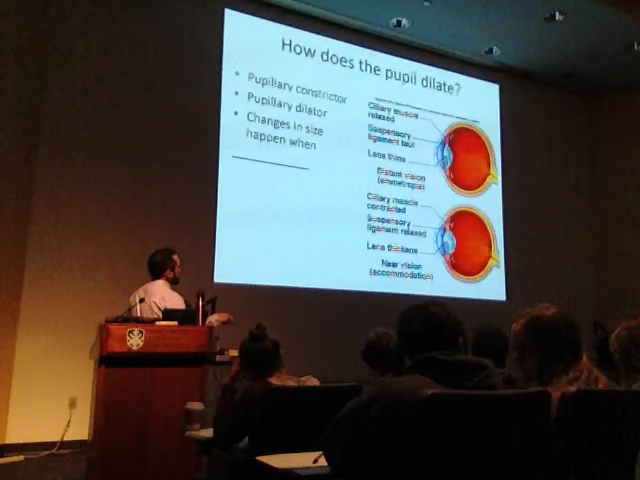 How does the pupil dilate?
• Pupillary constrictor
• Pupillary dilator
• Changes in size
happen when
Ciliary muscle
relaxed
Suspensory
ligament taut
Lens thins
Distant vision
(emmetropia)
Ciliary muscle
contracted
Suspensory
ligament relaxed
Lens thickens
Near vision
(accommodation)